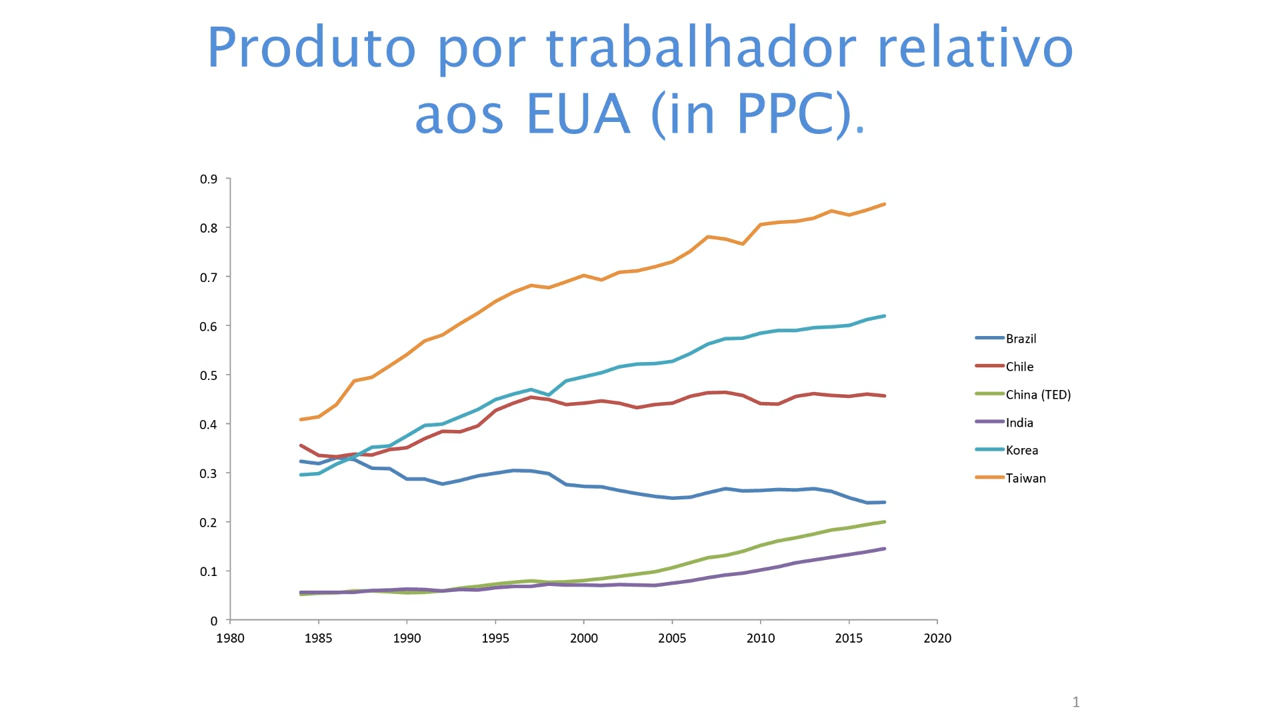 Produto por trabalhador relativo
aos EUA (in PPC).
0.9
0.8
0.7
0.6
0.5
0.4
0.3
0.2
0.1
0
1980 1985 1990 1995 2000 2005 2010 2015 2020
Brazil
Chile
China (TED)
India
Korea
Taiwan
1